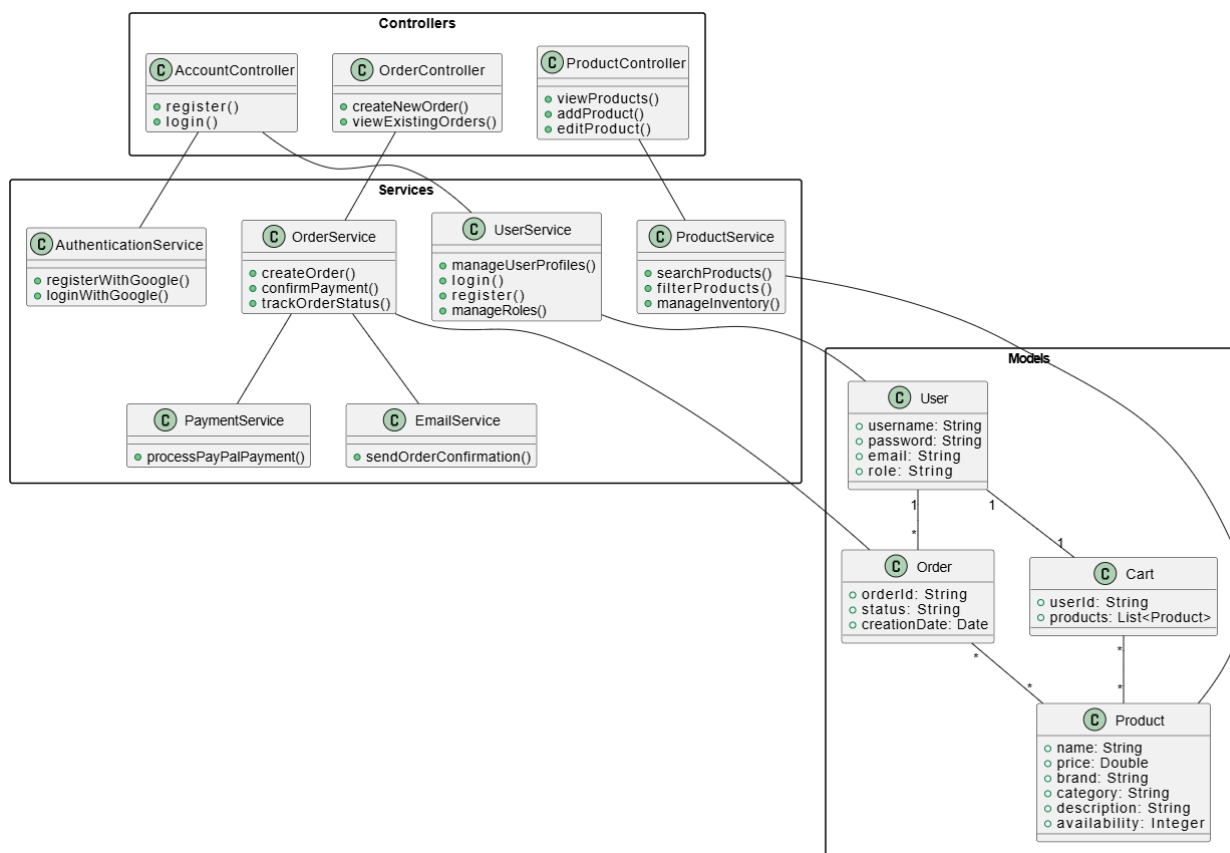 Controllers
C AccountController
register()
login()
C OrderController
createNewOrder()
viewExistingOrders()
C ProductController
viewProducts()
addProduct()
editProduct()
Services
C AuthenticationService
registerWithGoogle()
loginWithGoogle()
C OrderService
createOrder()
confirmPayment()
trackOrderStatus()
C UserService
manageUserProfiles()
login()
register()
manageRoles()
C ProductService
searchProducts()
filterProducts()
manageInventory()
C PaymentService
processPayPalPayment()
C EmailService
sendOrderConfirmation()
Models
C User
username: String
password: String
email: String
role: String
1
*
1
1
C Order
orderId: String
status: String
creationDate: Date
C Cart
userId: String
products: List<Product>
*
*
*
*
C Product
name: String
price: Double
brand: String
category: String
description: String
availability: Integer